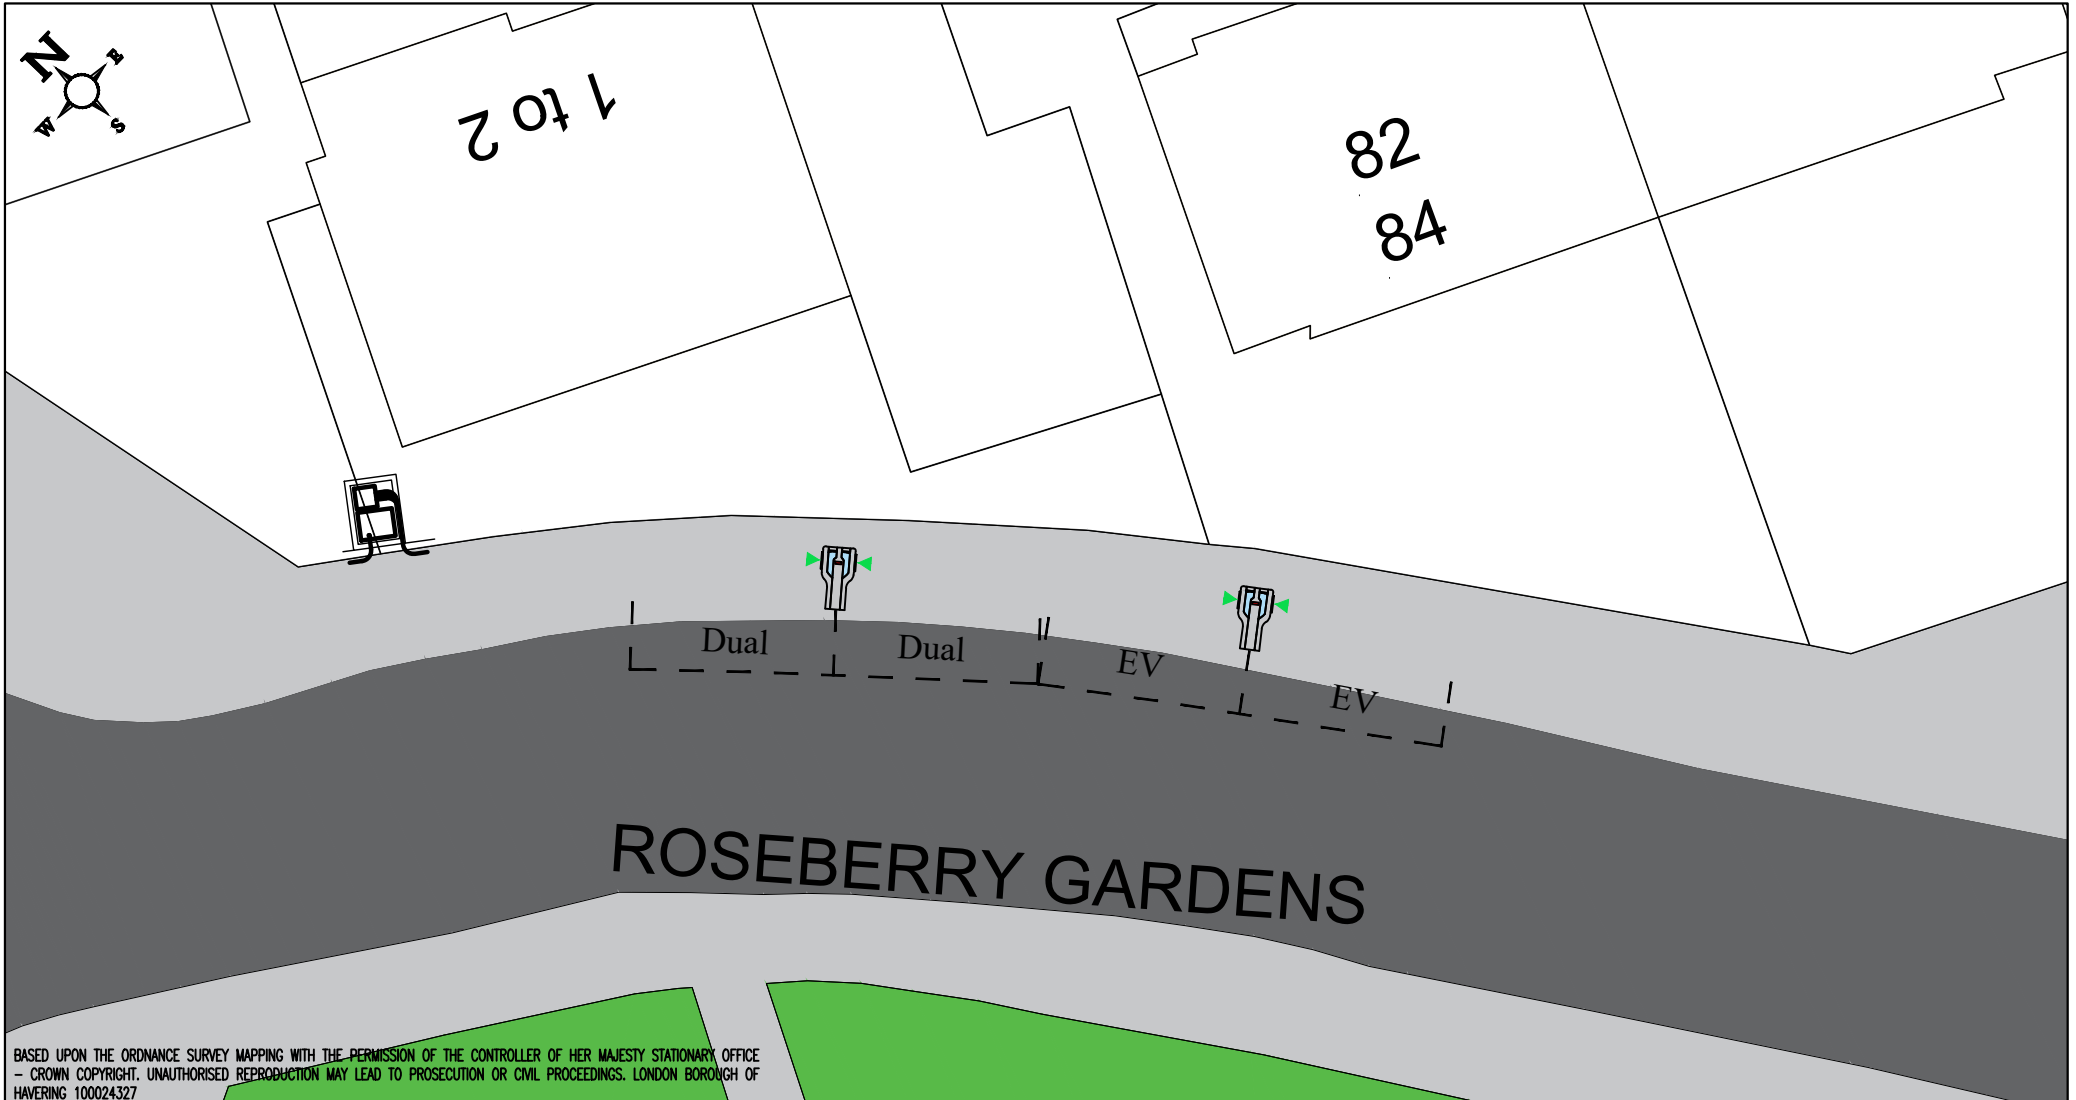 N
E
W
S
1 to 2
82
84
Dual
Dual
EV
EV
ROSEBERRY GARDENS
BASED UPON THE ORDNANCE SURVEY MAPPING WITH THE PERMISSION OF THE CONTROLLER OF HER MAJESTY STATIONARY OFFICE
– CROWN COPYRIGHT. UNAUTHORISED REPRODUCTION MAY LEAD TO PROSECUTION OR CIVIL PROCEEDINGS. LONDON BOROUGH OF
HAVERING 100024327